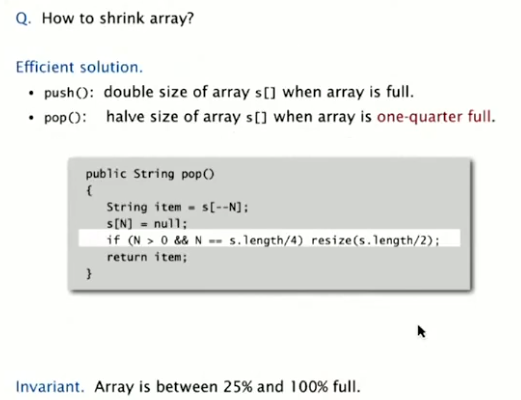 Q. How to shrink array?
Efficient solution.
• push(): double size of array s[] when array is full.
• pop(): halve size of array s[] when array is one-quarter full.
public String pop()
{
String item = s[--N];
s[N] = null;
if (N > 0 && N == s.length/4) resize(s.length/2);
return item;
}
Invariant. Array is between 25% and 100% full.